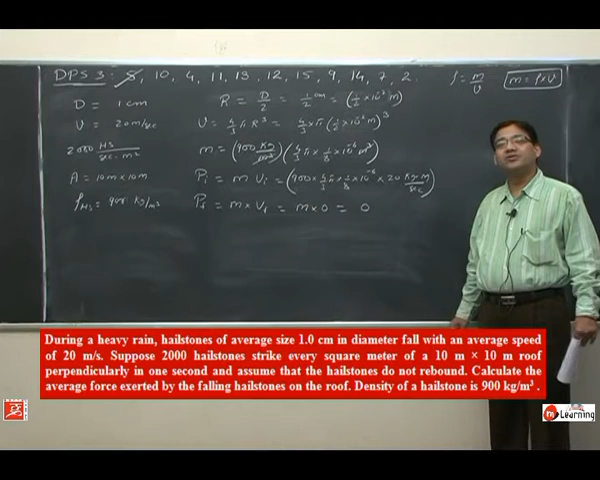 DPS 3 : 8, 10, 4, 11, 13, 12, 15, 9, 14, 7, 2.
ρ = m/V
m = ρ×V
D = 1 cm
R = D/2 = 1/2 cm = (1/2 ×10⁻² m)
V = 20 m/sec
V = 4/3 π R³ = 4/3 ×π (1/2 ×10⁻² m)³
2000 HS/sec. m²
m = (900 kg/m³) (4/3 π × 1/8 ×10⁻⁶ m³)
A = 10m × 10m
Pᵢ = m Vᵢ = (900× 4/3 π × 1/8 ×10⁻⁶ ×20 kg-m/sec)
ρHS = 900 kg/m³
Pf = m × Vf = m × 0 = 0
During a heavy rain, hailstones of average size 1.0 cm in diameter fall with an average speed
of 20 m/s. Suppose 2000 hailstones strike every square meter of a 10 m × 10 m roof
perpendicularly in one second and assume that the hailstones do not rebound. Calculate the
average force exerted by the falling hailstones on the roof. Density of a hailstone is 900 kg/m³ .
m Learning